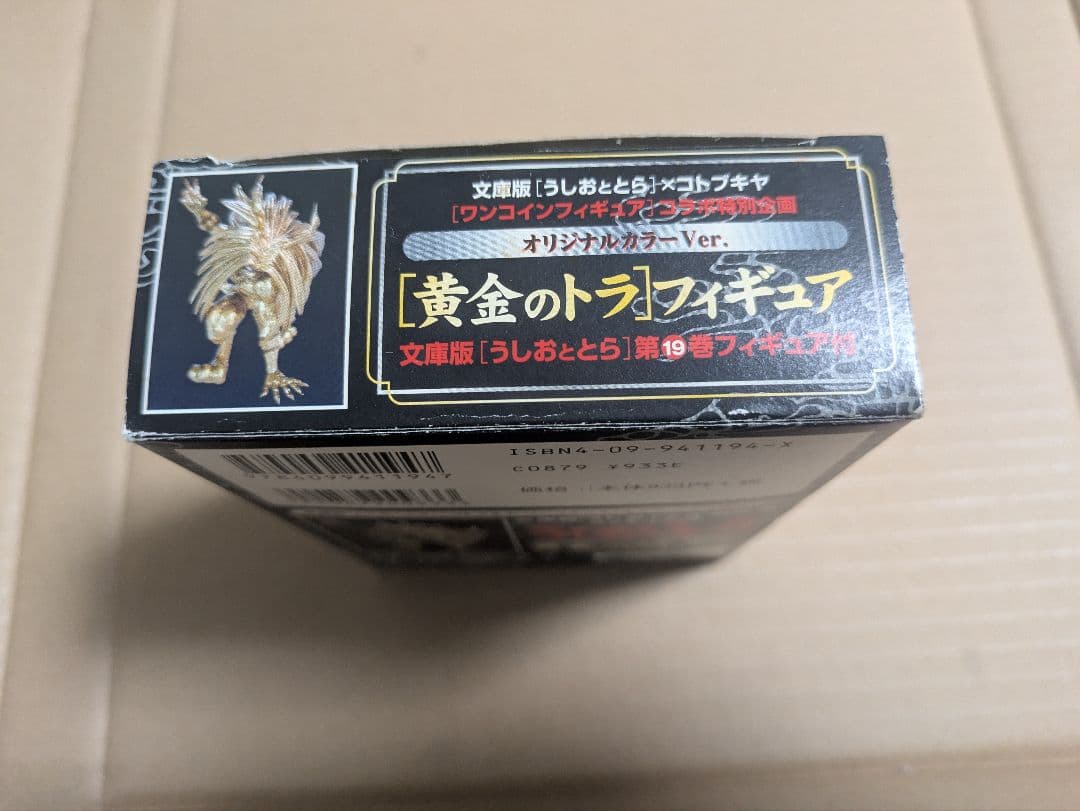 文庫版［うしおととら］×コトブキヤ
［ワンコインフィギュア］コラボ特別企画
オリジナルカラーVer.
［黄金のトラ］フィギュア
文庫版［うしおととら］第19巻フィギュア付
ISBN4-09-941194-X
C0879 ¥933E
9784099411947